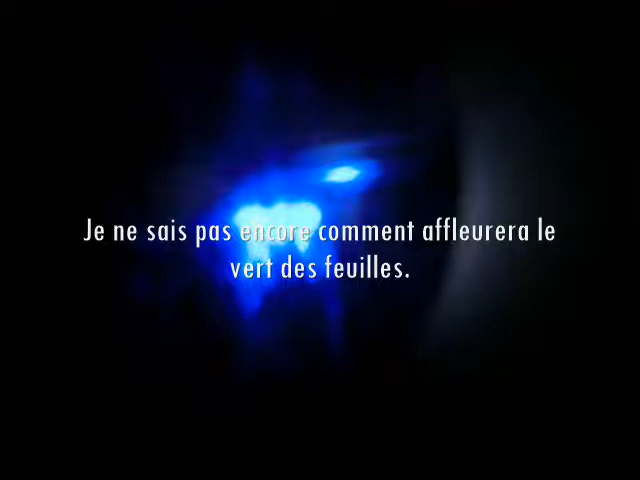 Je ne sais pas encore comment affleurera le
vert des feuilles.